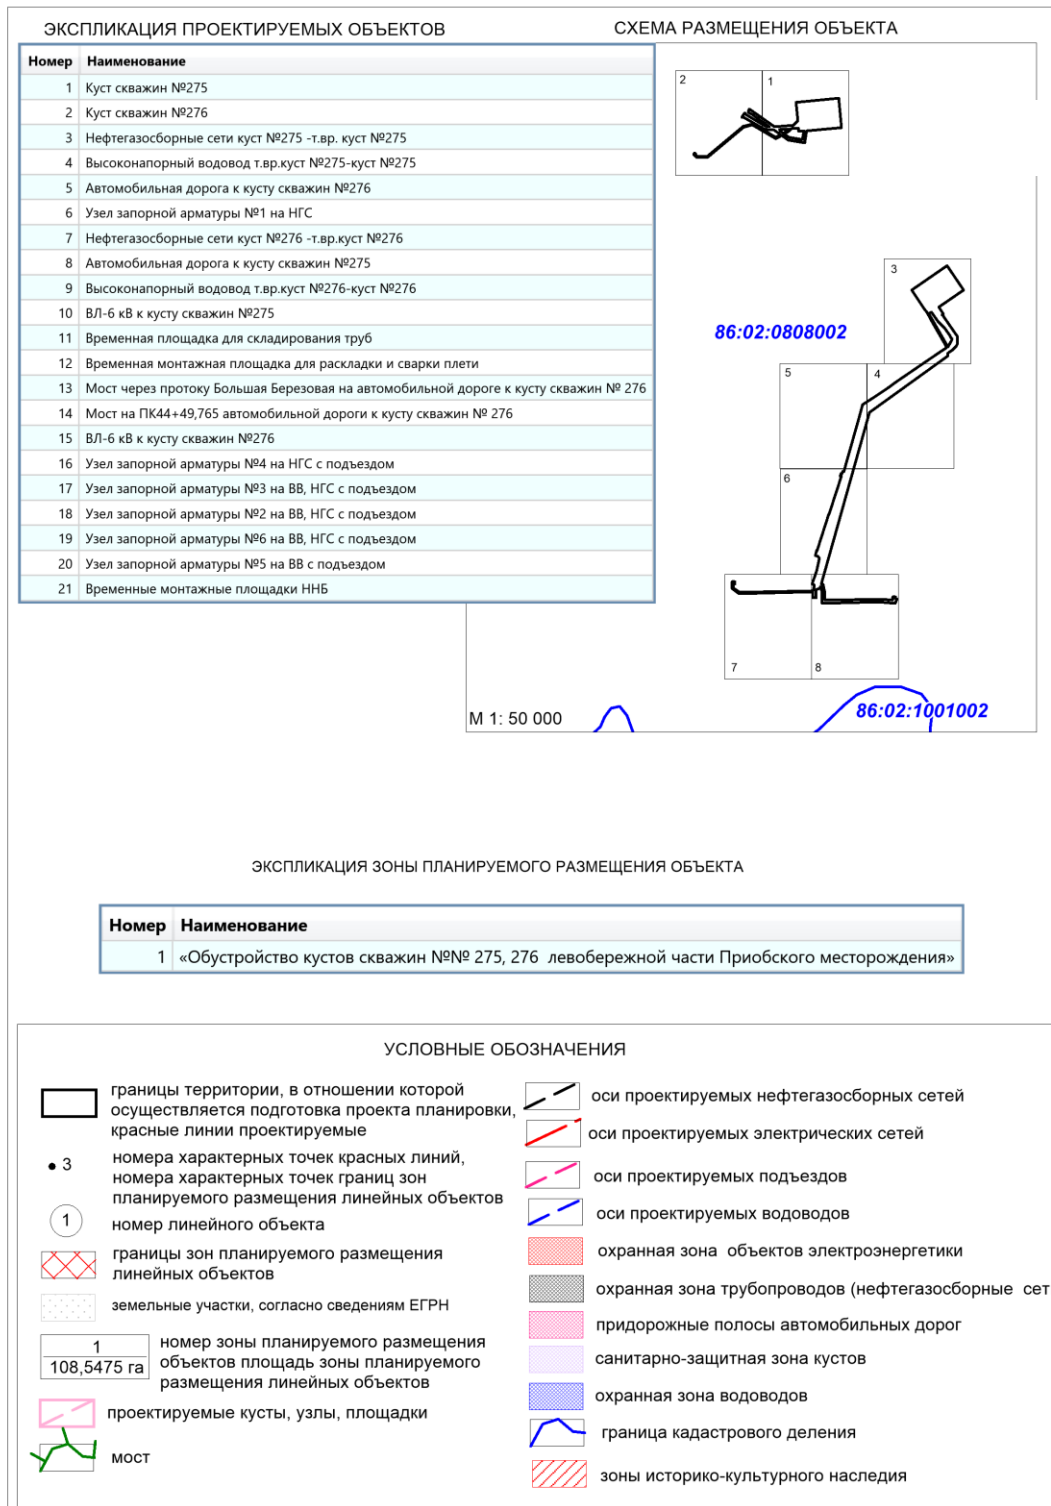 ЭКСПЛИКАЦИЯ ПРОЕКТИРУЕМЫХ ОБЪЕКТОВ
Номер Наименование
1 Куст скважин №275
2 Куст скважин №276
3 Нефтегазосборные сети куст №275 -т.вр. куст №275
4 Высоконапорный водовод т.вр.куст №275-куст №275
5 Автомобильная дорога к кусту скважин №276
6 Узел запорной арматуры №1 на НГС
7 Нефтегазосборные сети куст №276 -т.вр.куст №276
8 Автомобильная дорога к кусту скважин №275
9 Высоконапорный водовод т.вр.куст №276-куст №276
10 ВЛ-6 кВ к кусту скважин №275
11 Временная площадка для складирования труб
12 Временная монтажная площадка для раскладки и сварки плети
13 Мост через протоку Большая Березовая на автомобильной дороге к кусту скважин № 276
14 Мост на ПК44+49,765 автомобильной дороги к кусту скважин № 276
15 ВЛ-6 кВ к кусту скважин №276
16 Узел запорной арматуры №4 на НГС с подъездом
17 Узел запорной арматуры №3 на ВВ, НГС с подъездом
18 Узел запорной арматуры №2 на ВВ, НГС с подъездом
19 Узел запорной арматуры №6 на ВВ, НГС с подъездом
20 Узел запорной арматуры №5 на ВВ с подъездом
21 Временные монтажные площадки ННБ
СХЕМА РАЗМЕЩЕНИЯ ОБЪЕКТА
2 1
3
86:02:0808002
5 4
6
7 8
М 1: 50 000
86:02:1001002
ЭКСПЛИКАЦИЯ ЗОНЫ ПЛАНИРУЕМОГО РАЗМЕЩЕНИЯ ОБЪЕКТА
Номер Наименование
1 «Обустройство кустов скважин №№ 275, 276 левобережной части Приобского месторождения»
УСЛОВНЫЕ ОБОЗНАЧЕНИЯ
границы территории, в отношении которой
осуществляется подготовка проекта планировки,
красные линии проектируемые
3
номера характерных точек красных линий,
номера характерных точек границ зон
планируемого размещения линейных объектов
1
номер линейного объекта
границы зон планируемого размещения
линейных объектов
земельные участки, согласно сведениям ЕГРН
1
108,5475 га
номер зоны планируемого размещения
объектов площадь зоны планируемого
размещения линейных объектов
проектируемые кусты, узлы, площадки
мост
оси проектируемых нефтегазосборных сетей
оси проектируемых электрических сетей
оси проектируемых подъездов
оси проектируемых водоводов
охранная зона объектов электроэнергетики
охранная зона трубопроводов (нефтегазосборные сет
придорожные полосы автомобильных дорог
санитарно-защитная зона кустов
охранная зона водоводов
граница кадастрового деления
зоны историко-культурного наследия